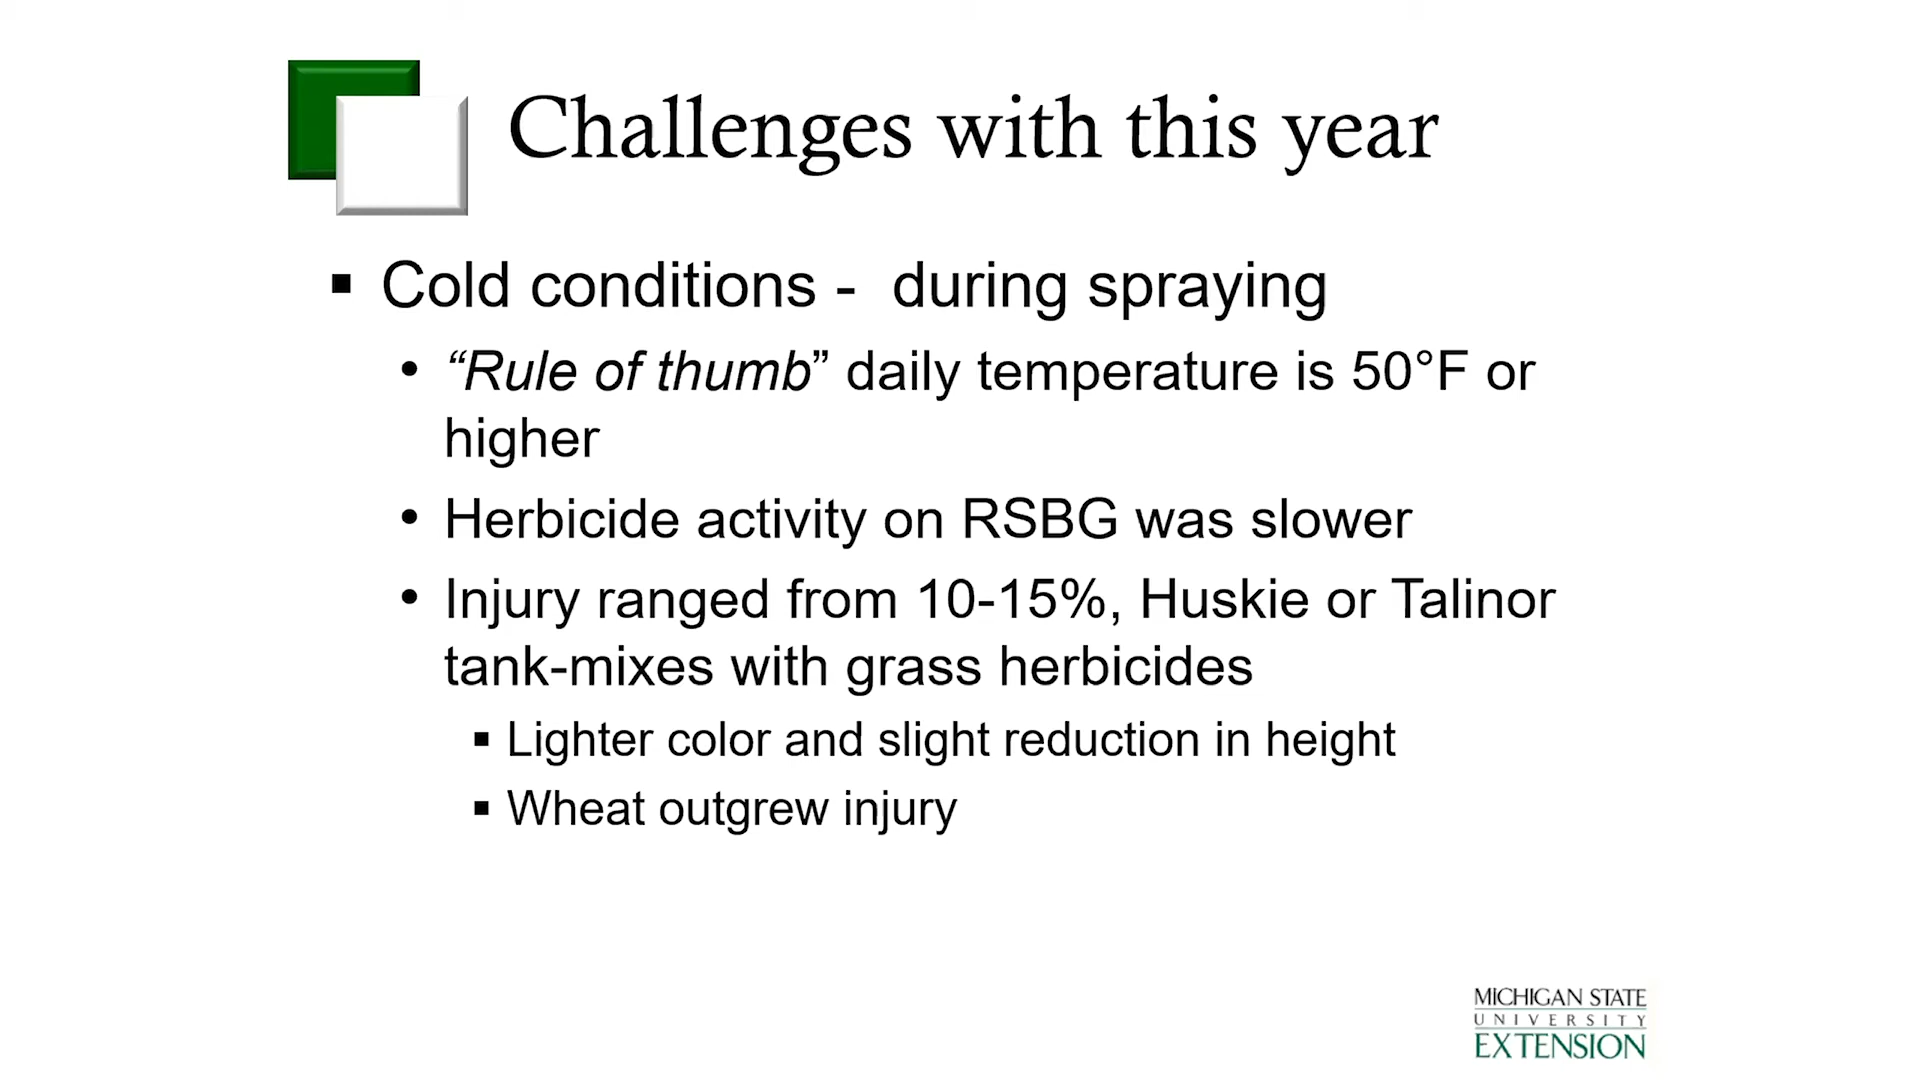 Challenges with this year
▪ Cold conditions -  during spraying
• “Rule of thumb” daily temperature is 50°F or
higher
• Herbicide activity on RSBG was slower
• Injury ranged from 10-15%, Huskie or Talinor
tank-mixes with grass herbicides
▪ Lighter color and slight reduction in height
▪ Wheat outgrew injury
MICHIGAN STATE
UNIVERSITY
EXTENSION